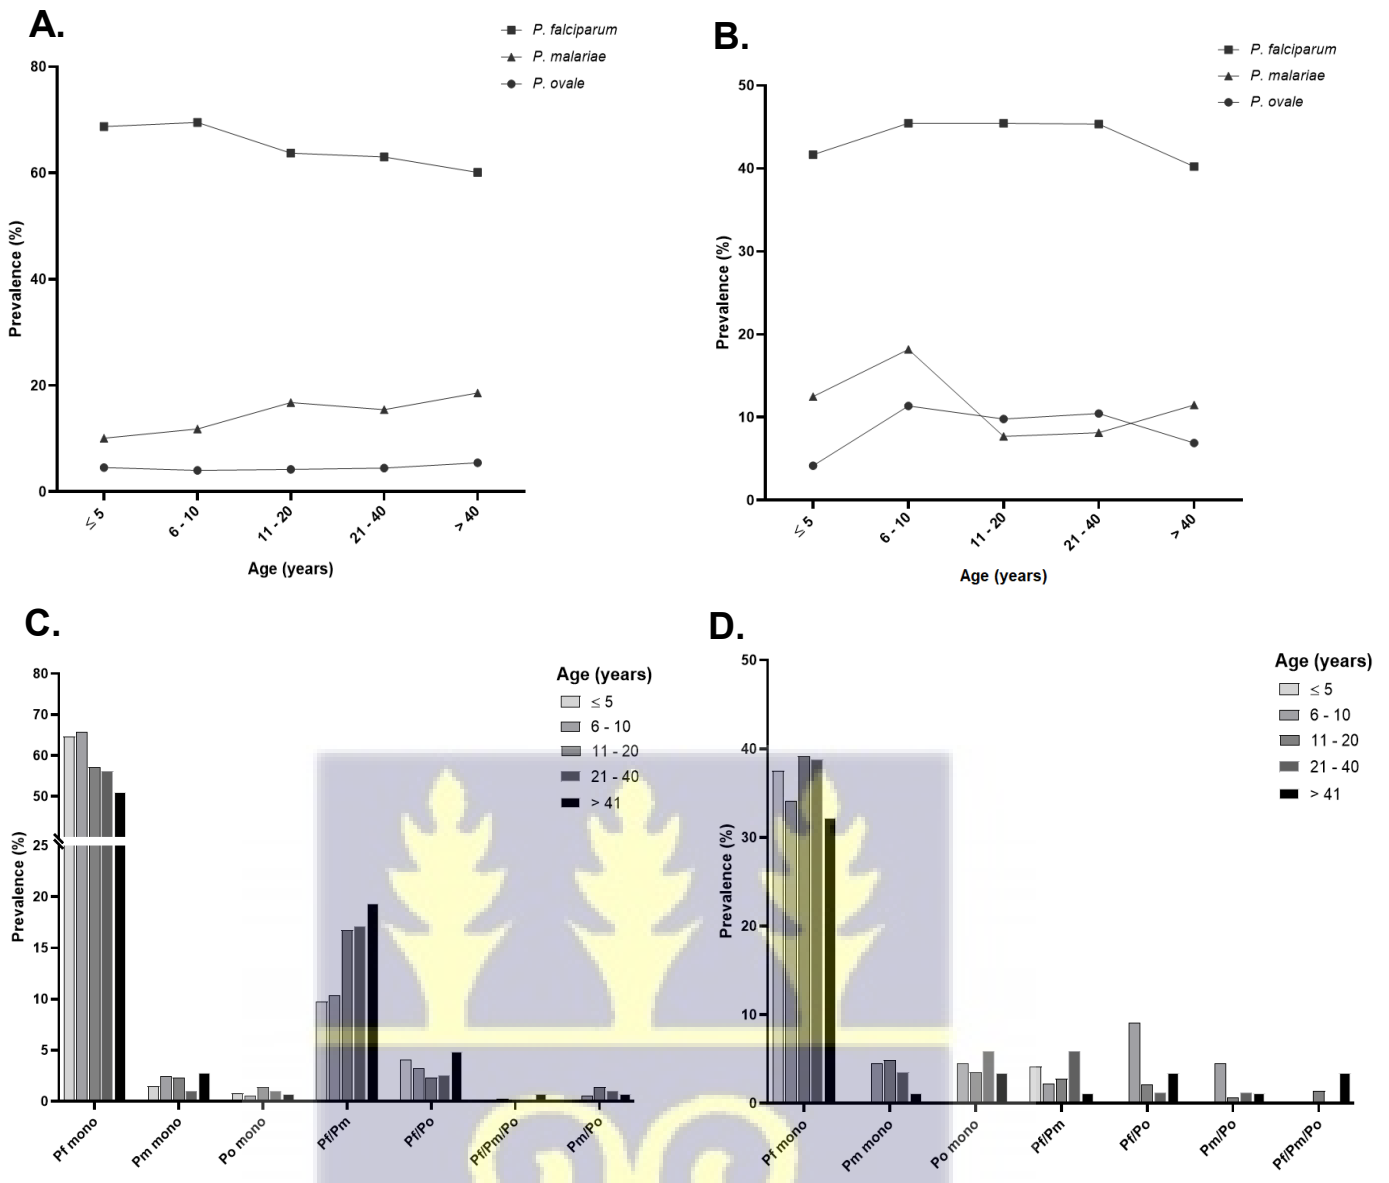 A.
P. falciparum
P. malariae
P. ovale
80
60
40
20
0
Prevalence (%)
≤ 5
6 - 10
11 - 20
21 - 40
> 40
Age (years)
B.
P. falciparum
P. malariae
P. ovale
50
40
30
20
10
0
Prevalence (%)
≤ 5
6 - 10
11 - 20
21 - 40
> 40
Age (years)
C.
Age (years)
≤ 5
6 - 10
11 - 20
21 - 40
> 41
80
70
60
50
25
20
15
10
5
0
Prevalence (%)
Pf mono
Pm mono
Po mono
Pf/Pm
Pf/Po
Pf/Pm/Po
Pm/Po
D.
Age (years)
≤ 5
6 - 10
11 - 20
21 - 40
> 41
50
40
30
20
10
0
Prevalence (%)
Pf mono
Pm mono
Po mono
Pf/Pm
Pf/Po
Pm/Po
Pf/Pm/Po